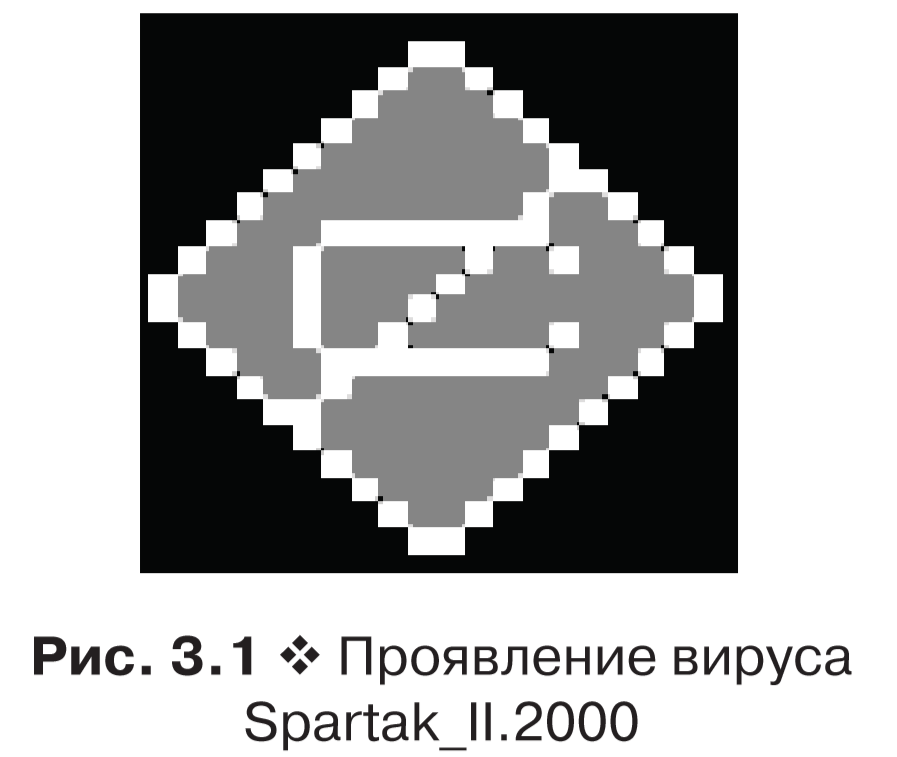 Рис. 3.1 ❖ Проявление вируса
Spartak_II.2000